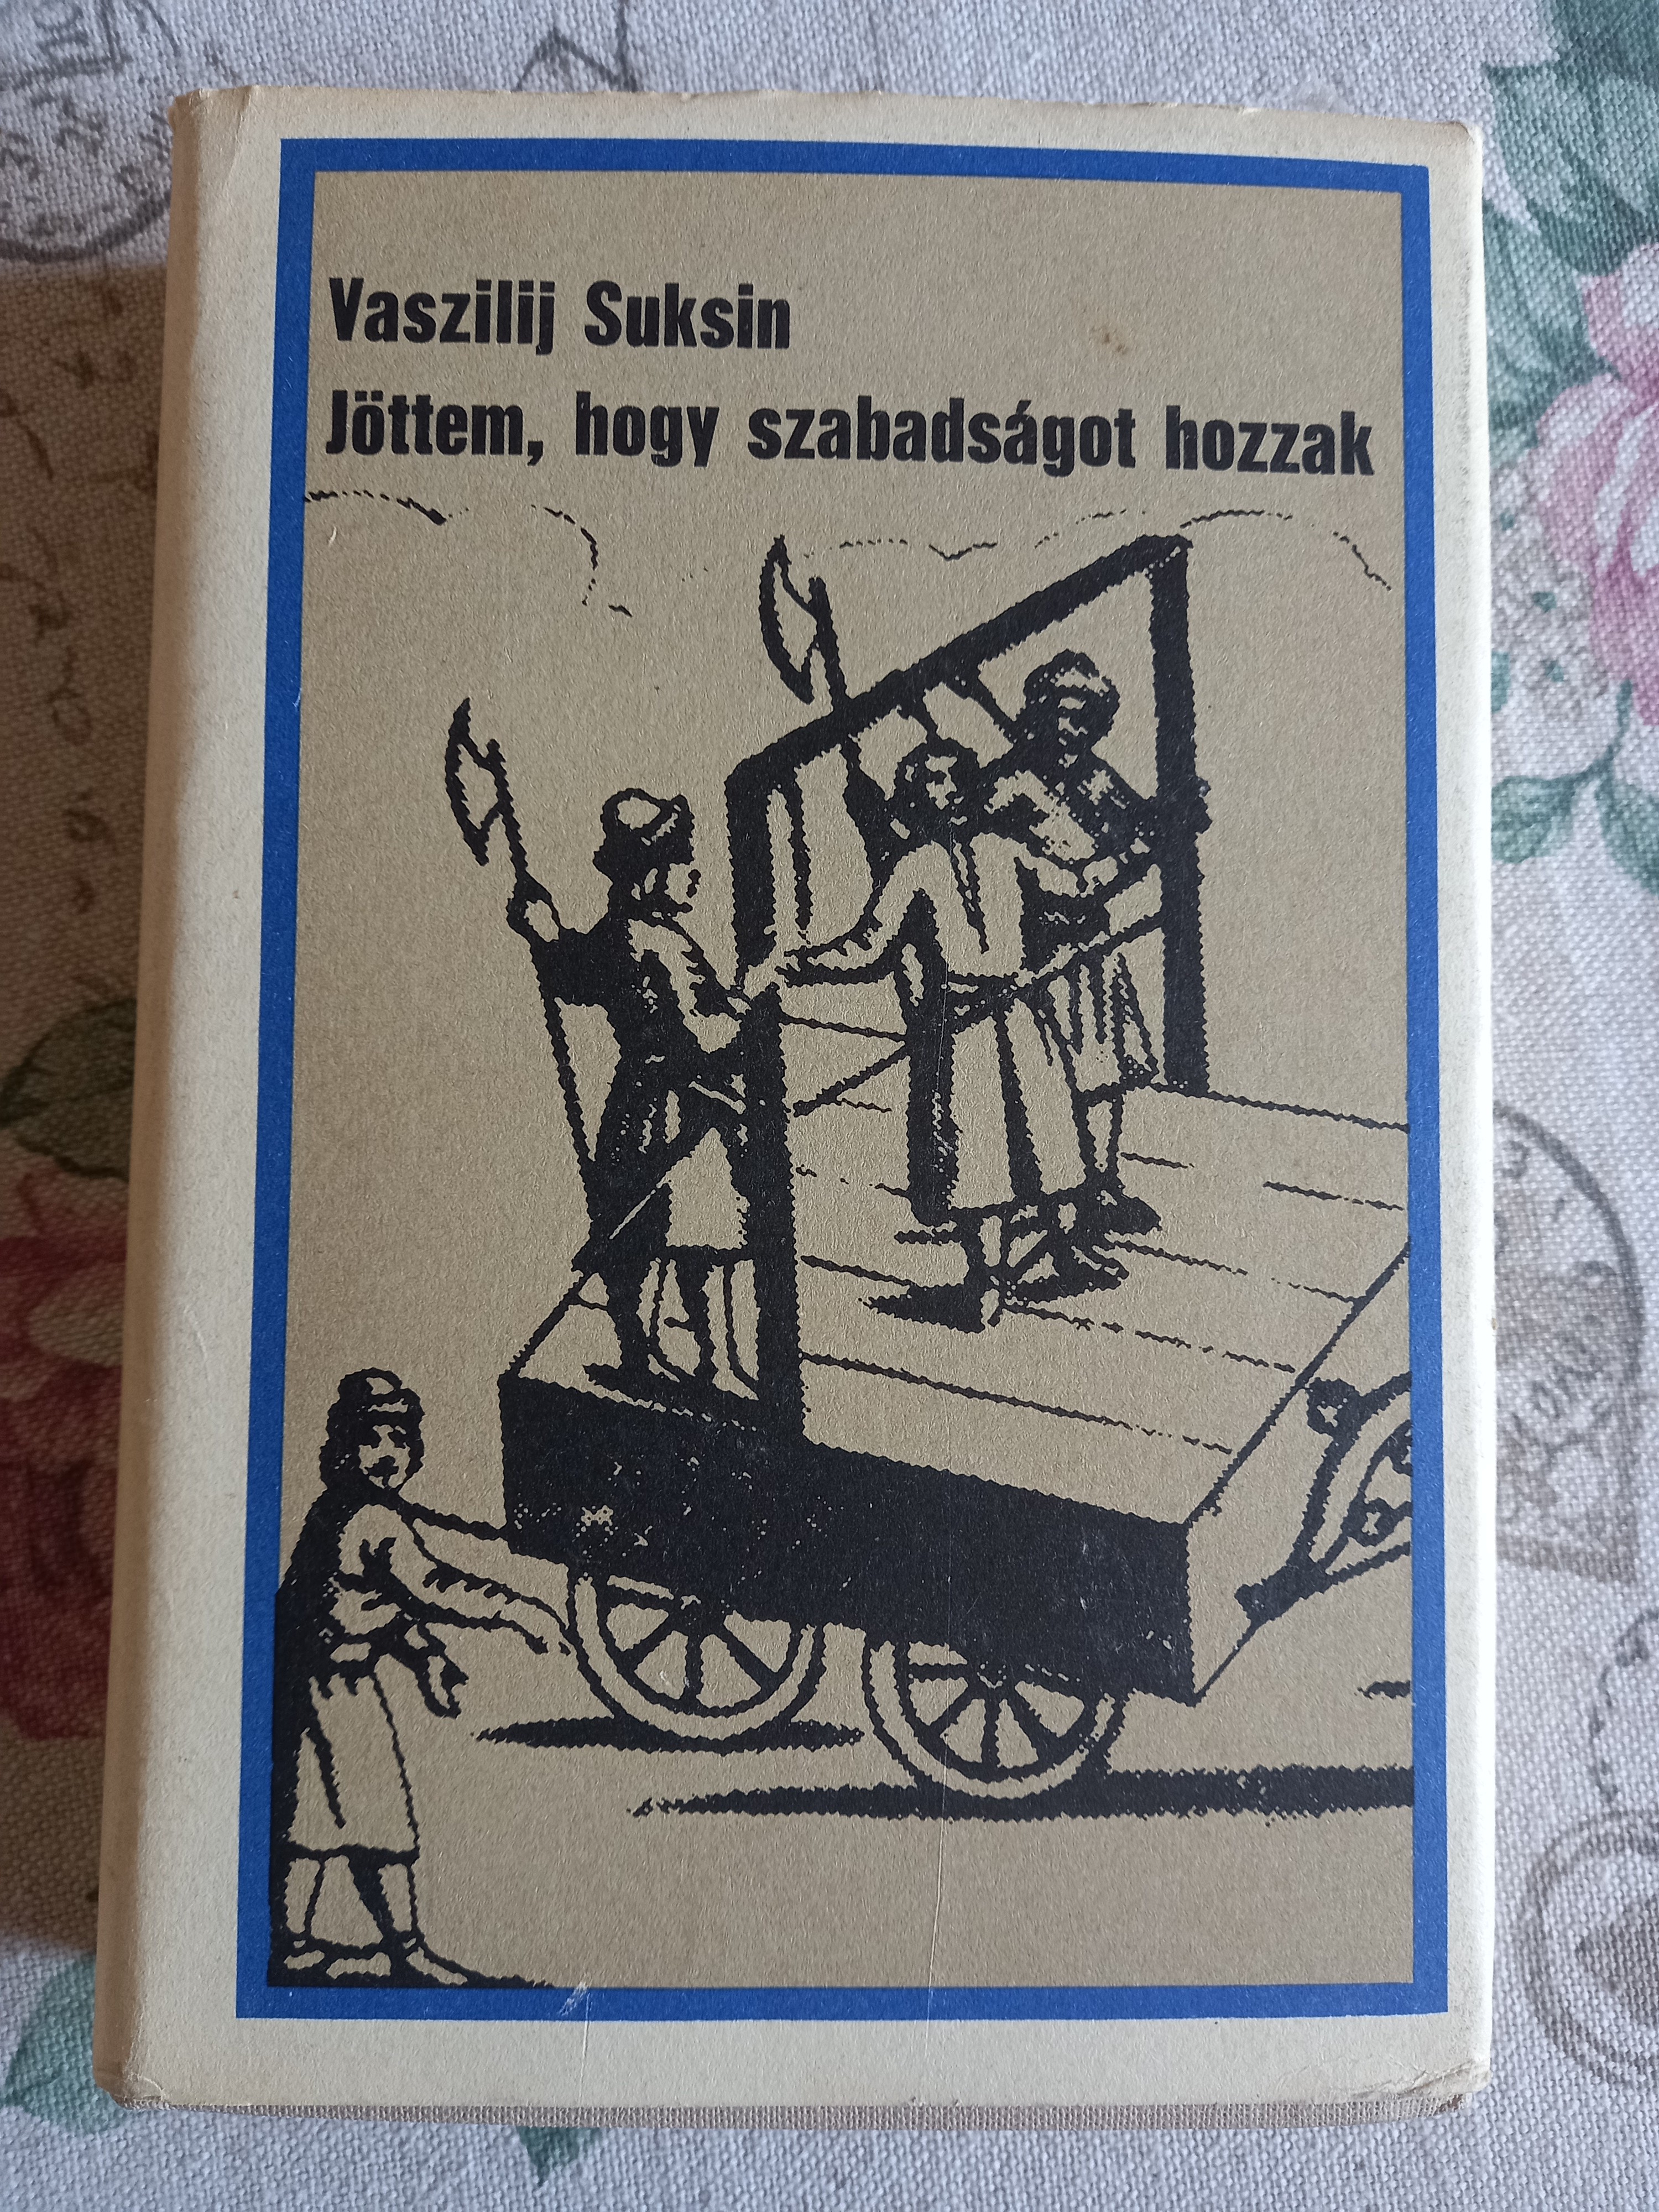 Vaszilij Suksin
Jöttem, hogy szabadságot hozzak